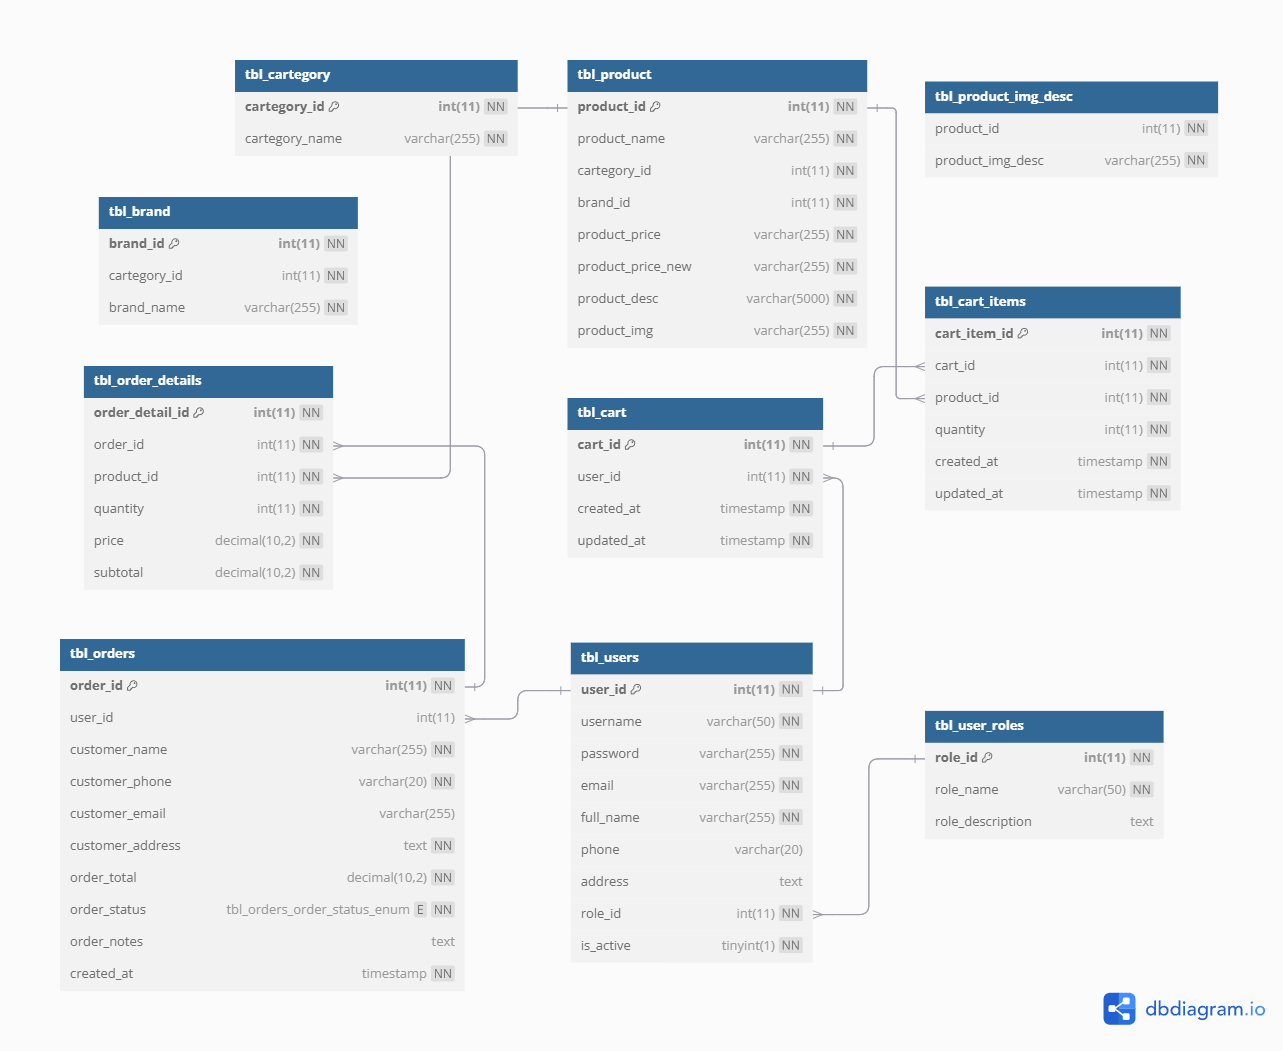 tbl_cartegory
cartegory_id int(11) NN
cartegory_name varchar(255) NN
tbl_product
product_id int(11) NN
product_name varchar(255) NN
cartegory_id int(11) NN
brand_id int(11) NN
product_price varchar(255) NN
product_price_new varchar(255) NN
product_desc varchar(5000) NN
product_img varchar(255) NN
tbl_product_img_desc
product_id int(11) NN
product_img_desc varchar(255) NN
tbl_brand
brand_id int(11) NN
cartegory_id int(11) NN
brand_name varchar(255) NN
tbl_cart_items
cart_item_id int(11) NN
cart_id int(11) NN
product_id int(11) NN
quantity int(11) NN
created_at timestamp NN
updated_at timestamp NN
tbl_order_details
order_detail_id int(11) NN
order_id int(11) NN
product_id int(11) NN
quantity int(11) NN
price decimal(10,2) NN
subtotal decimal(10,2) NN
tbl_cart
cart_id int(11) NN
user_id int(11) NN
created_at timestamp NN
updated_at timestamp NN
tbl_orders
order_id int(11) NN
user_id int(11)
customer_name varchar(255) NN
customer_phone varchar(20) NN
customer_email varchar(255)
customer_address text NN
order_total decimal(10,2) NN
order_status tbl_orders_order_status_enum E NN
order_notes text
created_at timestamp NN
tbl_users
user_id int(11) NN
username varchar(50) NN
password varchar(255) NN
email varchar(255) NN
full_name varchar(255) NN
phone varchar(20)
address text
role_id int(11) NN
is_active tinyint(1) NN
tbl_user_roles
role_id int(11) NN
role_name varchar(50) NN
role_description text
dbdiagram.io